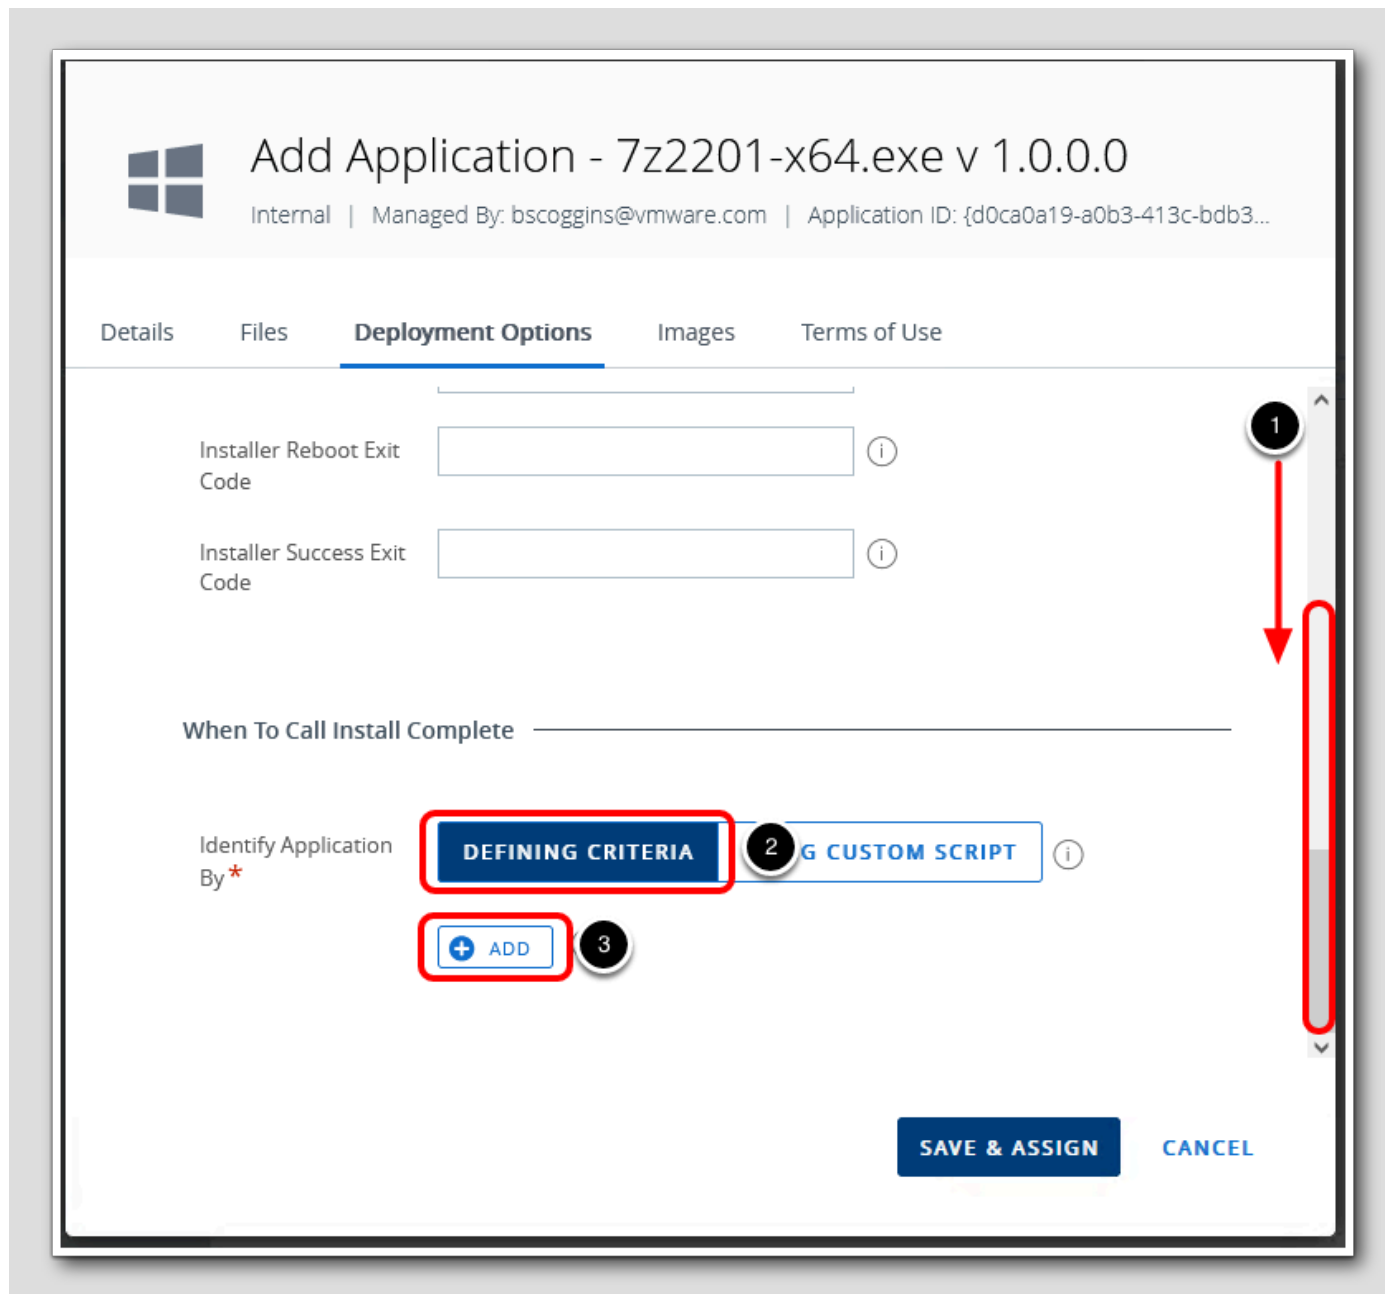 Add Application - 7z2201-x64.exe v 1.0.0.0
Internal | Managed By: bscoggins@vmware.com | Application ID: {d0ca0a19-a0b3-413c-bdb3...
Details Files Deployment Options Images Terms of Use
1
Installer Reboot Exit
Code
Installer Success Exit
Code
When To Call Install Complete
Identify Application
By*
DEFINING CRITERIA 2 G CUSTOM SCRIPT
ADD 3
SAVE & ASSIGN CANCEL